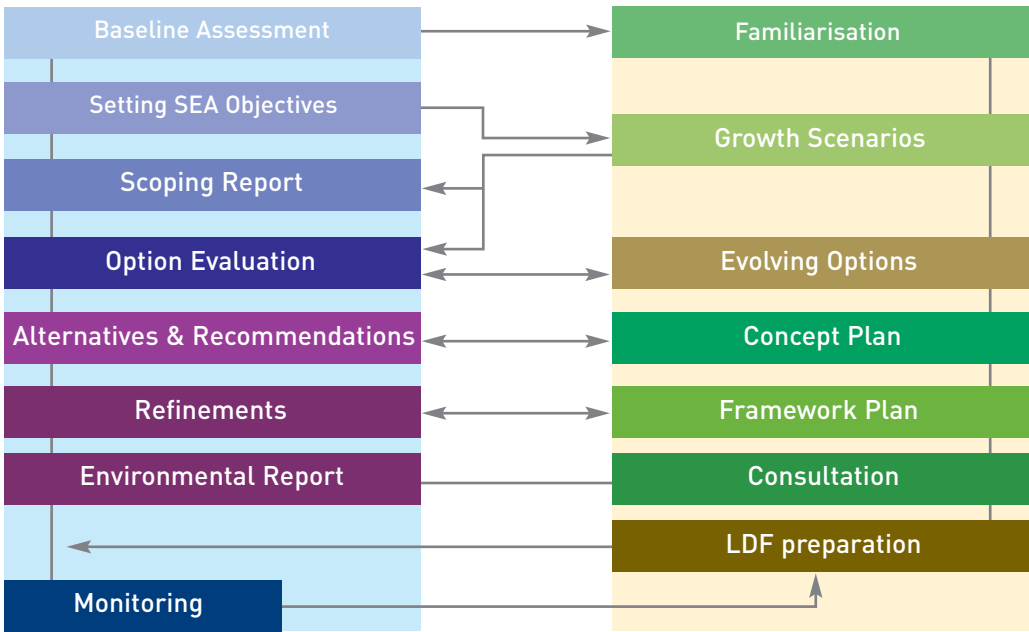 Baseline Assessment
Familiarisation
Setting SEA Objectives
Growth Scenarios
Scoping Report
Option Evaluation
Evolving Options
Alternatives & Recommendations
Concept Plan
Refinements
Framework Plan
Environmental Report
Consultation
LDF preparation
Monitoring